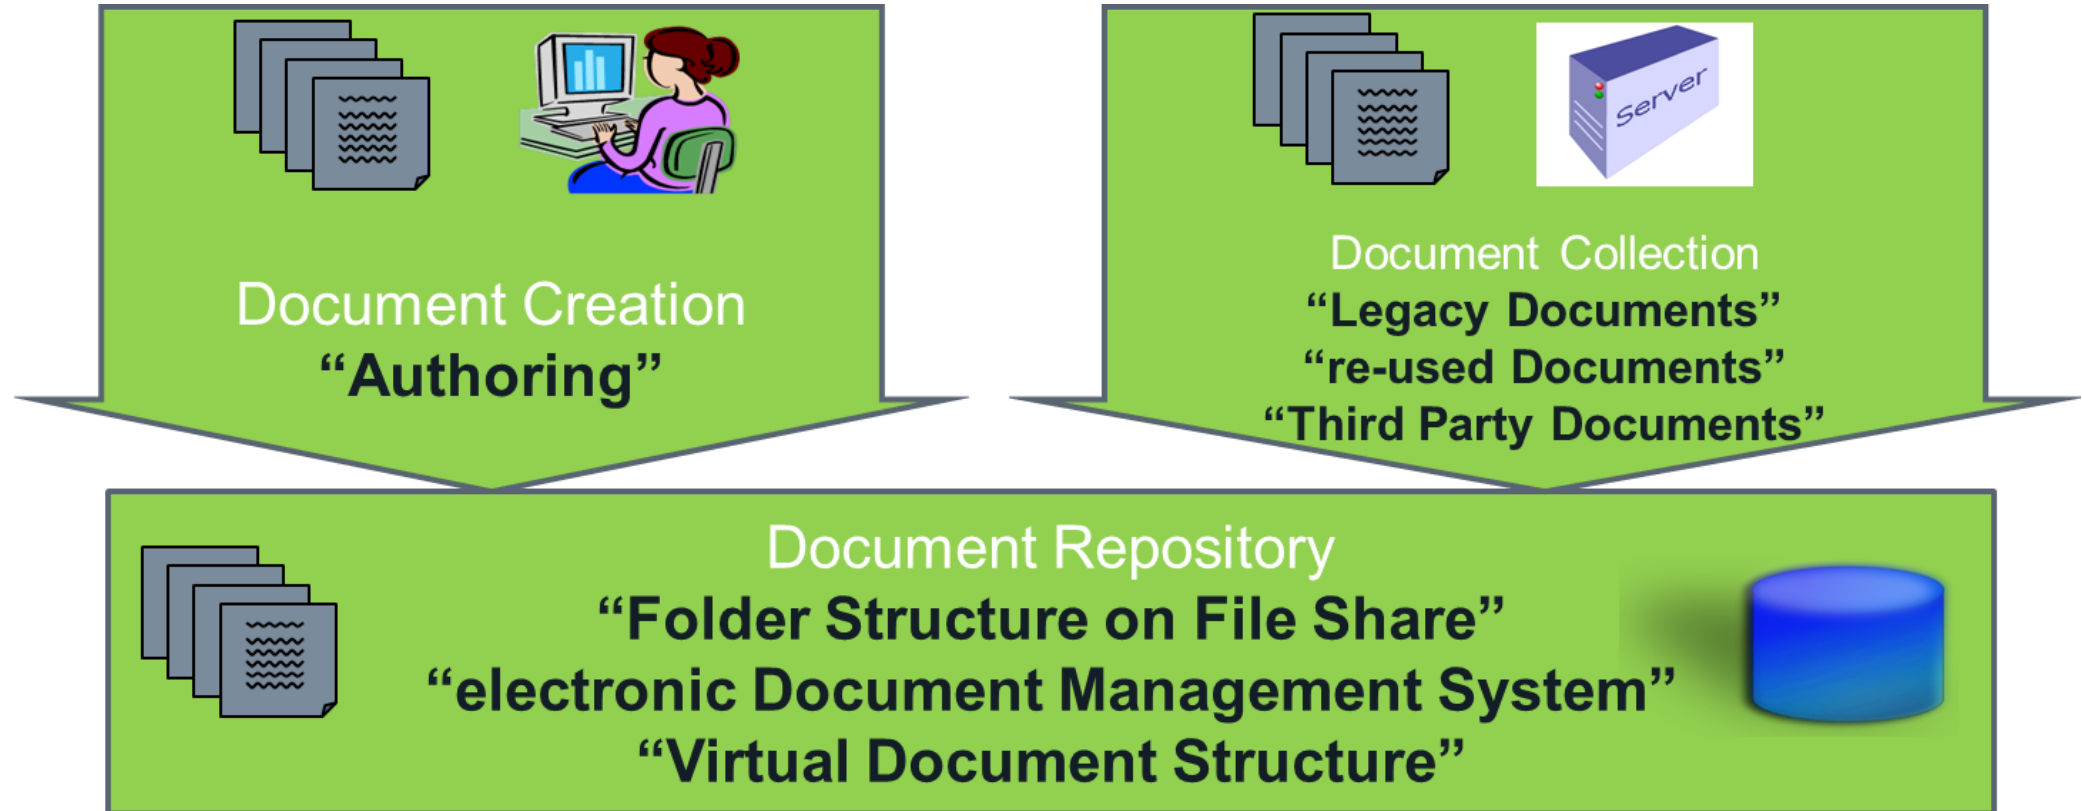 Document Creation
“Authoring”
Server
Document Collection
“Legacy Documents”
“re-used Documents”
“Third Party Documents”
Document Repository
“Folder Structure on File Share”
“electronic Document Management System”
“Virtual Document Structure”